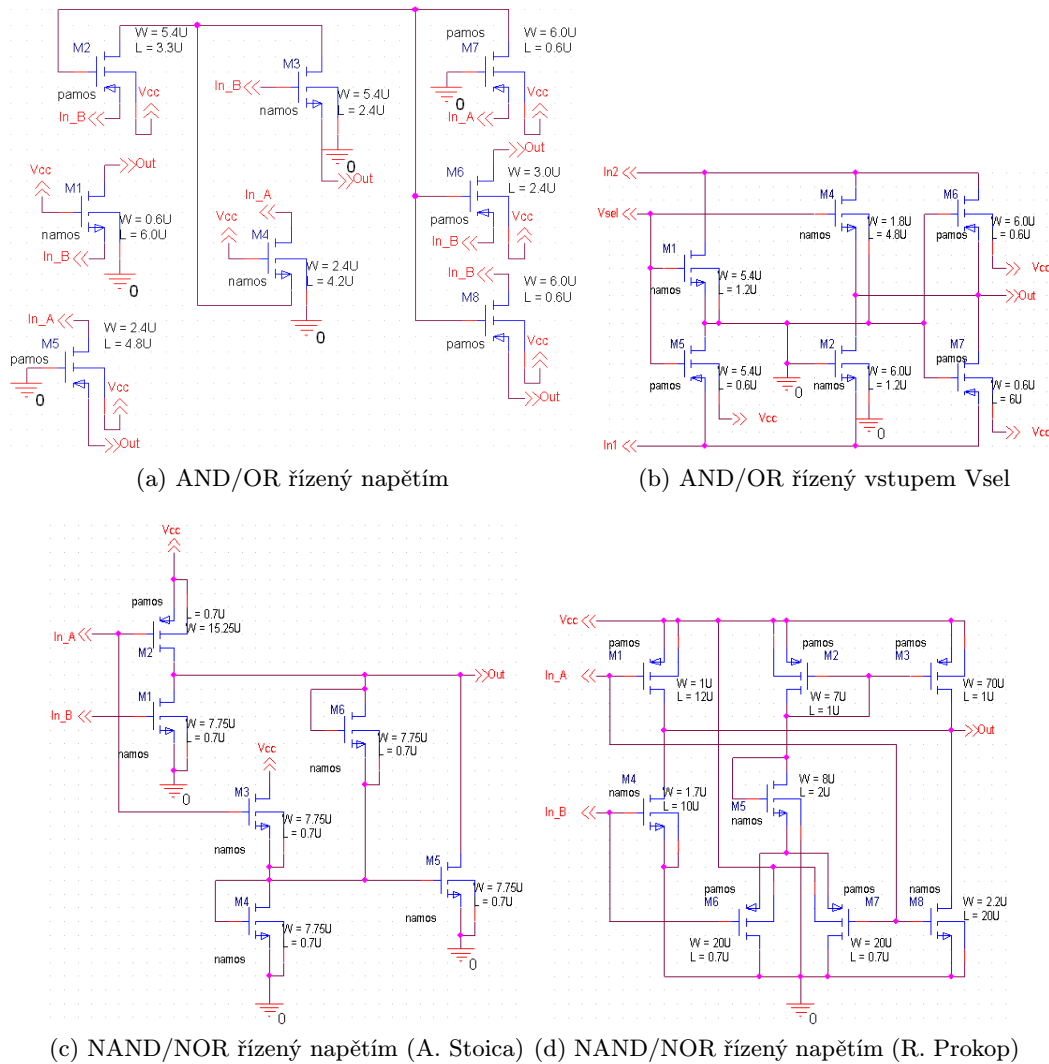 W = 5.4U
L = 3.3U
M2
pamos
Vcc
In_B
M3
In_B
W = 5.4U
L = 2.4U
namos
0
Out
pamos
W = 6.0U
L = 0.6U
M7
0
Vcc
In_A
Vcc
Out
M1
W = 0.6U
L = 6.0U
namos
In_B
0
In_A
Vcc
M4
W = 2.4U
L = 4.2U
namos
0
Out
W = 3.0U
L = 2.4U
M6
pamos
Vcc
In_B
In_A
W = 2.4U
L = 4.8U
M5
pamos
0
Vcc
Out
In_B
W = 6.0U
L = 0.6U
M8
pamos
Vcc
Out
(a) AND/OR řízený napětím
In2
Vsel
M4
W = 1.8U
L = 4.8U
namos
M6
W = 6.0U
L = 0.6U
pamos
Vcc
M1
W = 5.4U
L = 1.2U
namos
Out
M5
W = 5.4U
L = 0.6U
pamos
Vcc
0
M2
W = 6.0U
L = 1.2U
namos
0
M7
W = 0.6U
L = 6U
pamos
Vcc
In1
(b) AND/OR řízený vstupem Vsel
Vcc
pamos
L = 0.7U
W = 15.25U
In_A
M2
Out
M1
In_B
W = 7.75U
L = 0.7U
namos
0
M6
W = 7.75U
L = 0.7U
namos
Vcc
M3
W = 7.75U
L = 0.7U
namos
M5
W = 7.75U
L = 0.7U
namos
0
M4
W = 7.75U
L = 0.7U
namos
0
(c) NAND/NOR řízený napětím (A. Stoica)
Vcc
pamos
M1
In_A
W = 1U
L = 12U
pamos
M2
W = 7U
L = 1U
pamos
M3
W = 70U
L = 1U
Out
M4
namos
W = 1.7U
L = 10U
In_B
W = 8U
L = 2U
M5
namos
pamos
M6
W = 20U
L = 0.7U
pamos
M7
W = 20U
L = 0.7U
namos
M8
W = 2.2U
L = 20U
0
(d) NAND/NOR řízený napětím (R. Prokop)